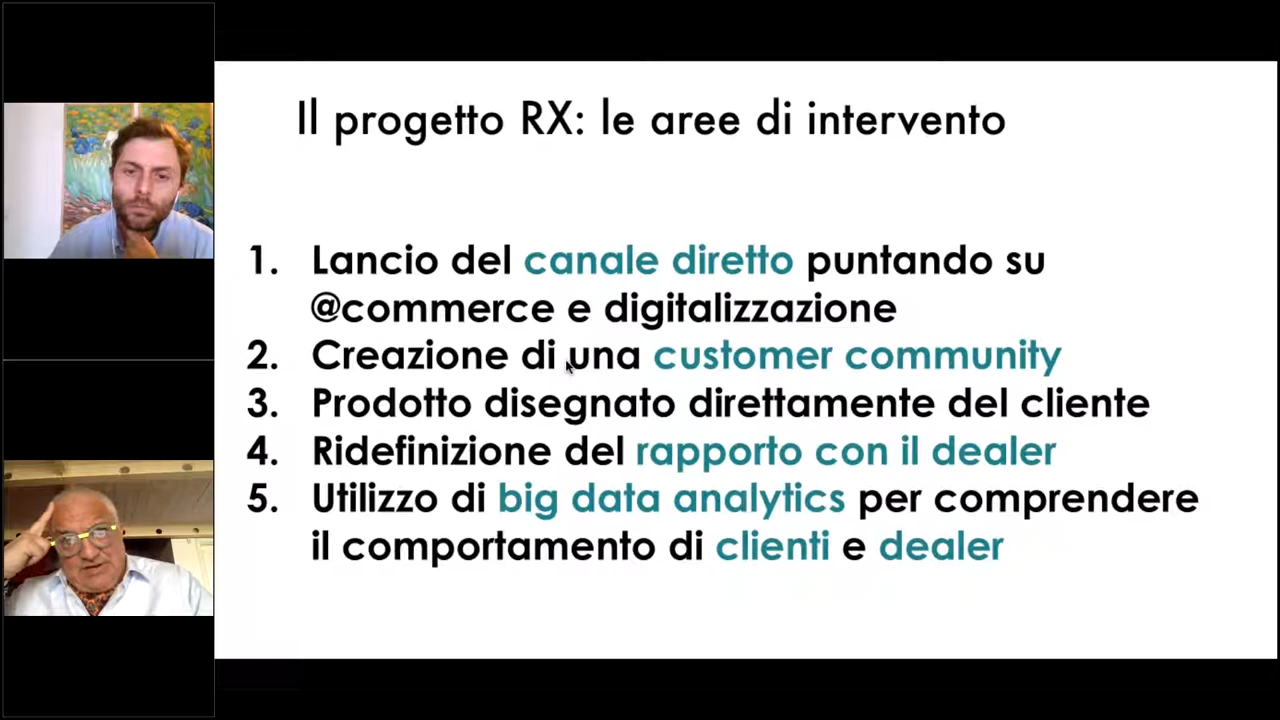 Il progetto RX: le aree di intervento
1. Lancio del canale diretto puntando su
@commerce e digitalizzazione
2. Creazione di una customer community
3. Prodotto disegnato direttamente del cliente
4. Ridefinizione del rapporto con il dealer
5. Utilizzo di big data analytics per comprendere
il comportamento di clienti e dealer